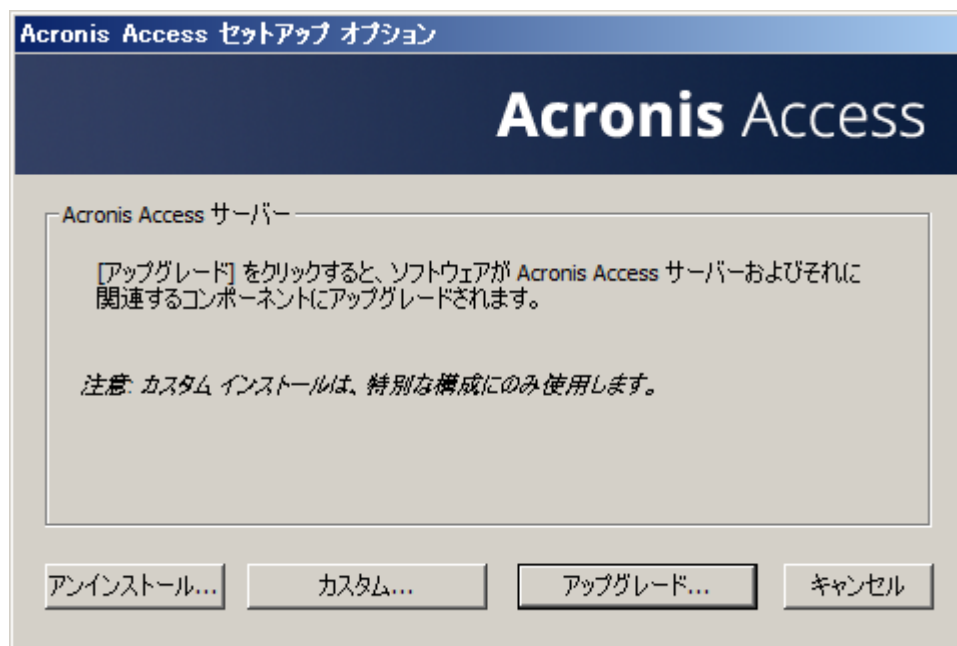 Acronis Access セットアップ オプション
Acronis Access
Acronis Access サーバー
[アップグレード] をクリックすると、ソフトウェアが Acronis Access サーバーおよびそれに
関連するコンポーネントにアップグレードされます。
注意: カスタム インストールは、特別な構成にのみ使用します。
アンインストール... カスタム... アップグレード... キャンセル